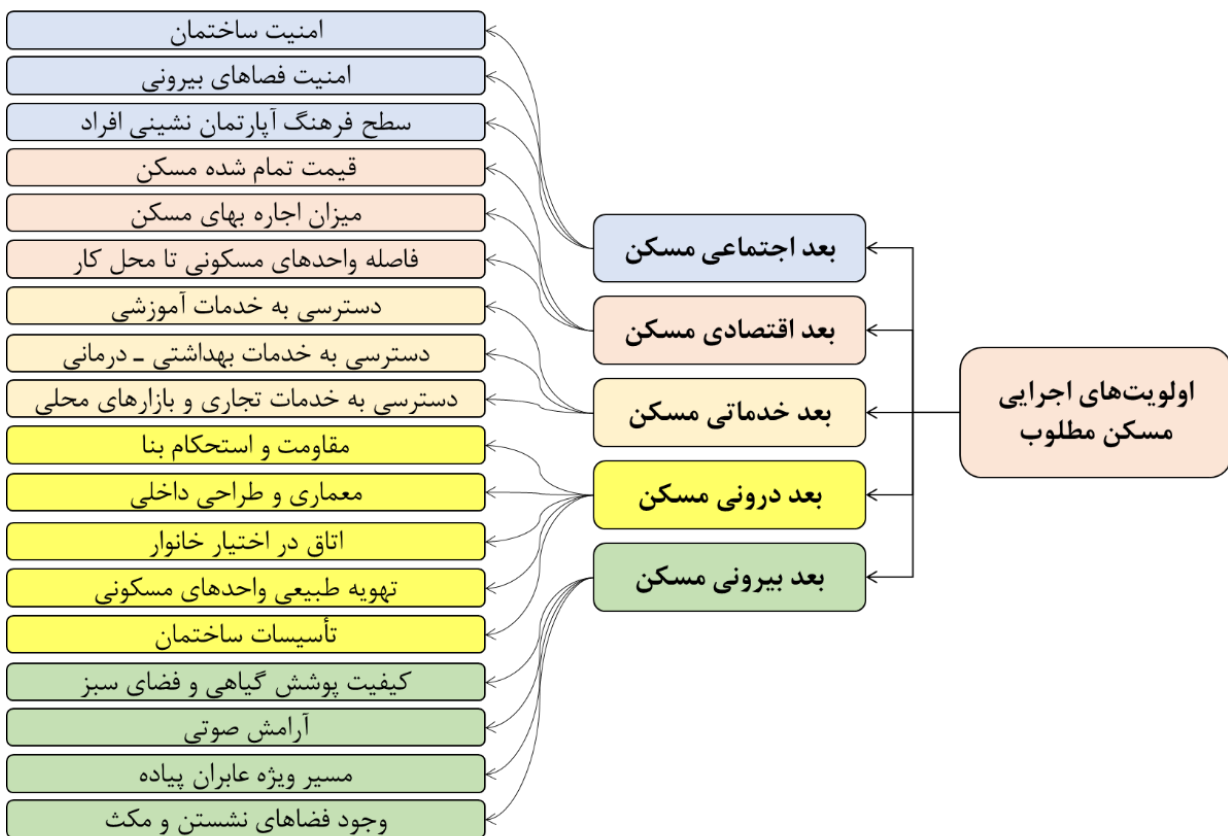 اولویت‌های اجرایی
مسکن مطلوب
بعد اجتماعی مسکن
بعد اقتصادی مسکن
بعد خدماتی مسکن
بعد درونی مسکن
بعد بیرونی مسکن
امنیت ساختمان
امنیت فصاهای بیرونی
سطح فرهنگ آپارتمان نشینی افراد
قیمت تمام شده مسکن
میزان اجاره بهای مسکن
فاصله واحدهای مسکونی تا محل کار
دسترسی به خدمات آموزشی
دسترسی به خدمات بهداشتی ـ درمانی
دسترسی به خدمات تجاری و بازارهای محلی
مقاومت و استحکام بنا
معماری و طراحی داخلی
اتاق در اختیار خانوار
تهویه طبیعی واحدهای مسکونی
تأسیسات ساختمان
کیفیت پوشش گیاهی و فضای سبز
آرامش صوتی
مسیر ویژه عابران پیاده
وجود فضاهای نشستن و مکث